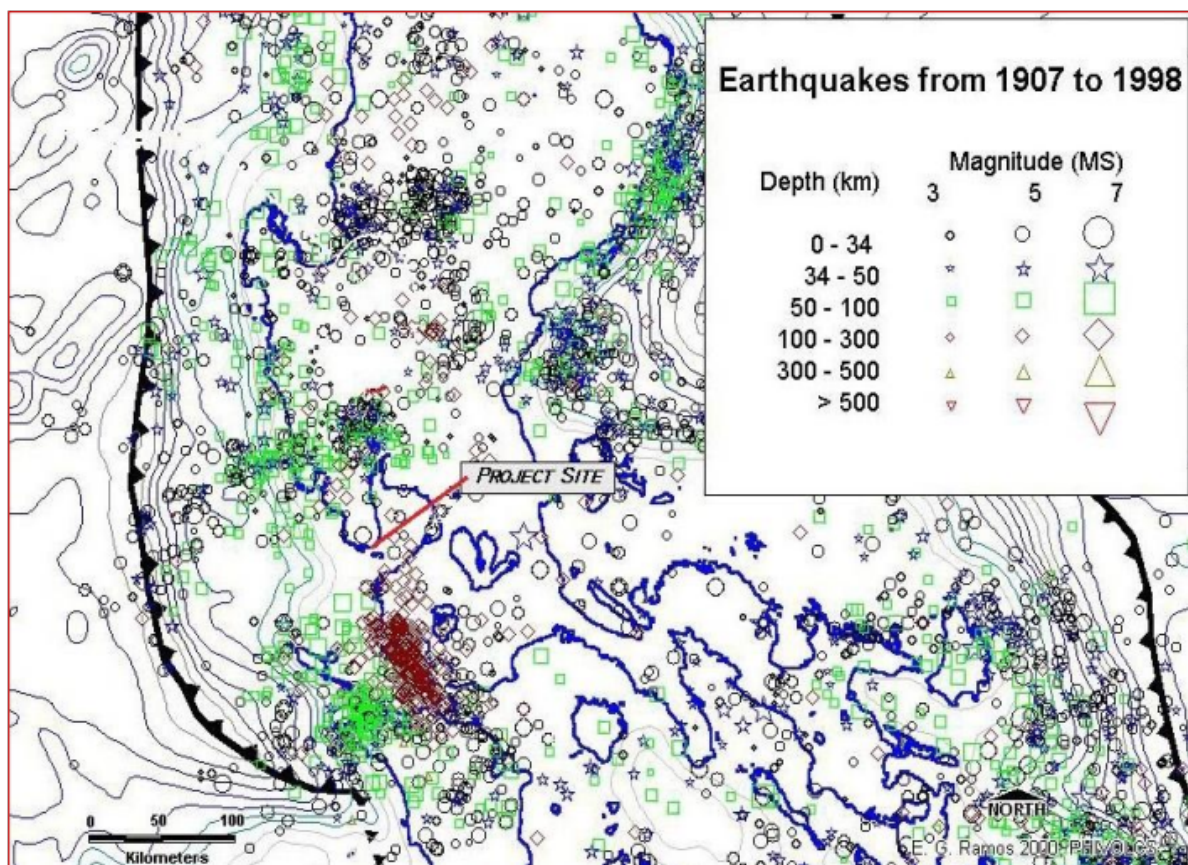 Earthquakes from 1907 to 1998
Magnitude (MS)
Depth (km) 3 5 7
0 - 34
34 - 50
50 - 100
100 - 300
300 - 500
> 500
PROJECT SITE
NORTH
0 50 100
Kilometers
E. G. Ramos 2000